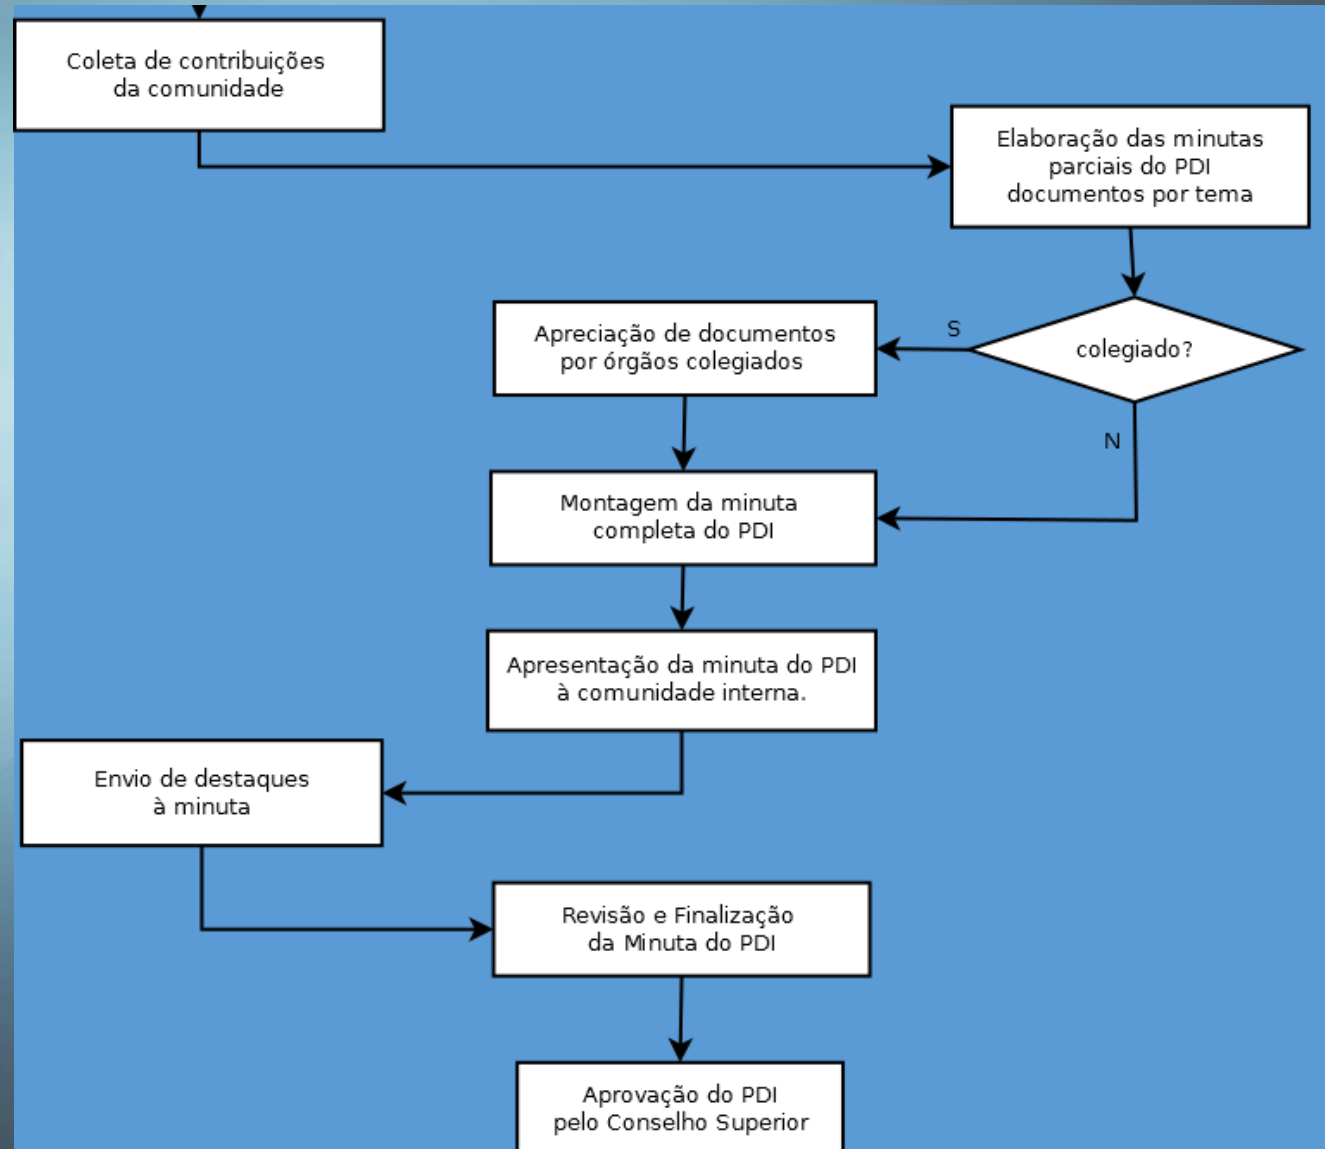 Coleta de contribuições
da comunidade
Elaboração das minutas
parciais do PDI
documentos por tema
colegiado?
S
N
Apreciação de documentos
por órgãos colegiados
Montagem da minuta
completa do PDI
Apresentação da minuta do PDI
à comunidade interna.
Envio de destaques
à minuta
Revisão e Finalização
da Minuta do PDI
Aprovação do PDI
pelo Conselho Superior